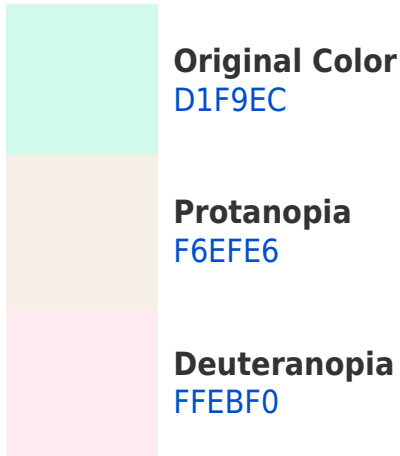 Original Color
D1F9EC
Protanopia
F6EFE6
Deuteranopia
FFEBF0